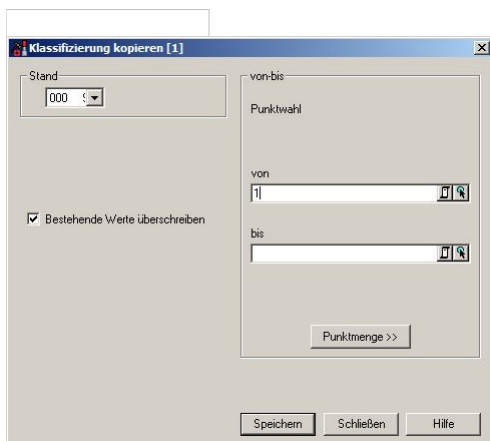 Klassifizierung kopieren [1]
Stand
000
von-bis
Punktwahl
von
1
Bestehende Werte überschreiben
bis
Punktmenge >>
Speichern
Schließen
Hilfe